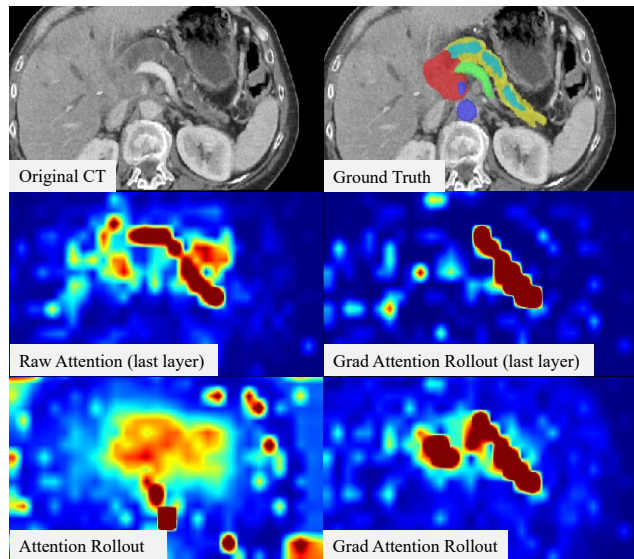 Original CT
Ground Truth
Raw Attention (last layer)
Grad Attention Rollout (last layer)
Attention Rollout
Grad Attention Rollout